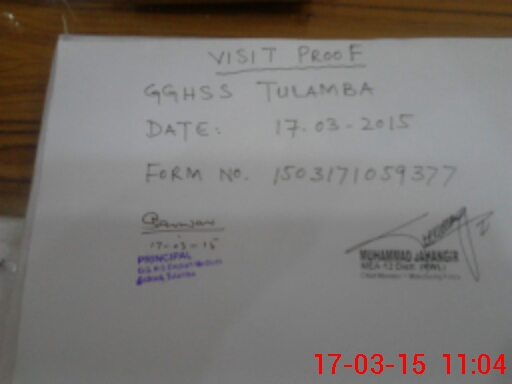 VISIT PROOF
GGHSS TULAMBA
DATE: 17-03-2015
FORM NO. 1503171059377
17-03-15
PRINCIPAL
MUHAMMAD JAHANGIR
17-03-15 11:04